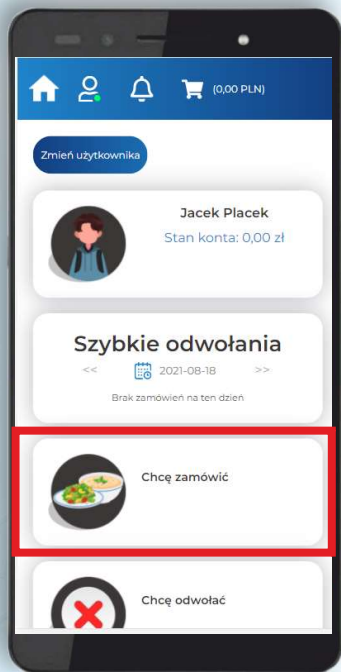 (0,00 PLN)
Zmień użytkownika
Jacek Placek
Stan konta: 0,00 zł
Szybkie odwołania
<< 2021-08-18 >>
Brak zamówień na ten dzień
Chcę zamówić
Chcę odwołać